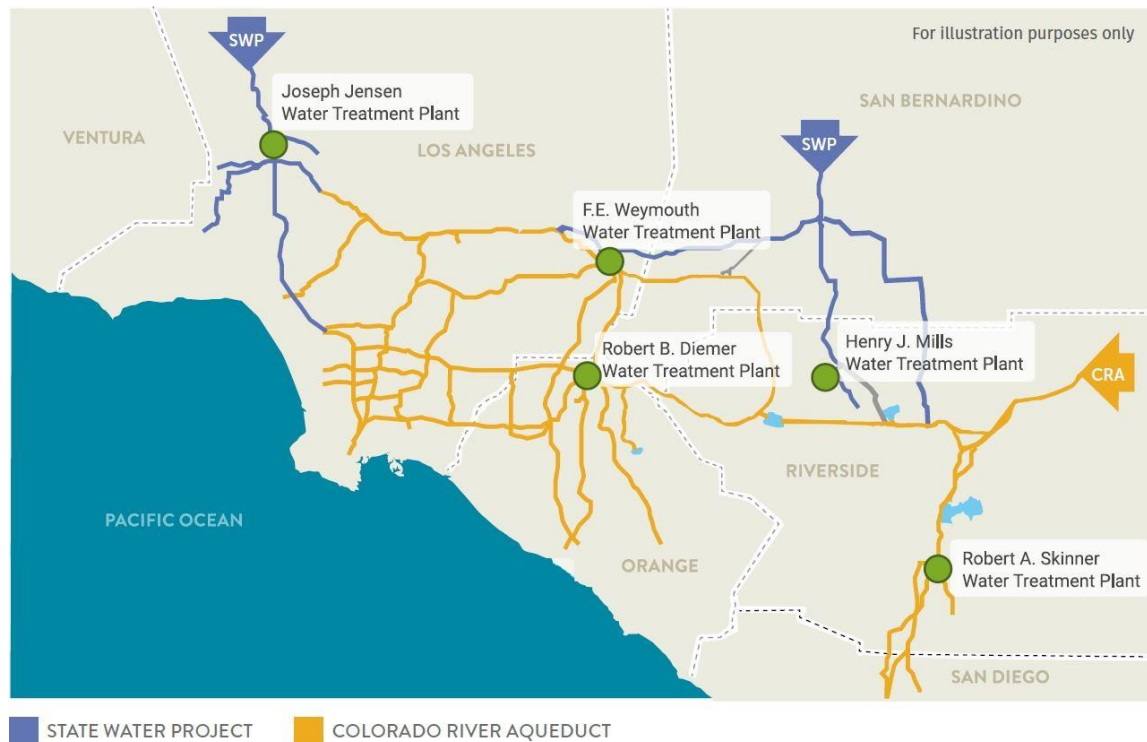 For illustration purposes only
SWP
Joseph Jensen
Water Treatment Plant
SAN BERNARDINO
VENTURA
LOS ANGELES
SWP
F.E. Weymouth
Water Treatment Plant
Robert B. Diemer
Water Treatment Plant
Henry J. Mills
Water Treatment Plant
CRA
RIVERSIDE
PACIFIC OCEAN
ORANGE
Robert A. Skinner
Water Treatment Plant
SAN DIEGO
STATE WATER PROJECT
COLORADO RIVER AQUEDUCT